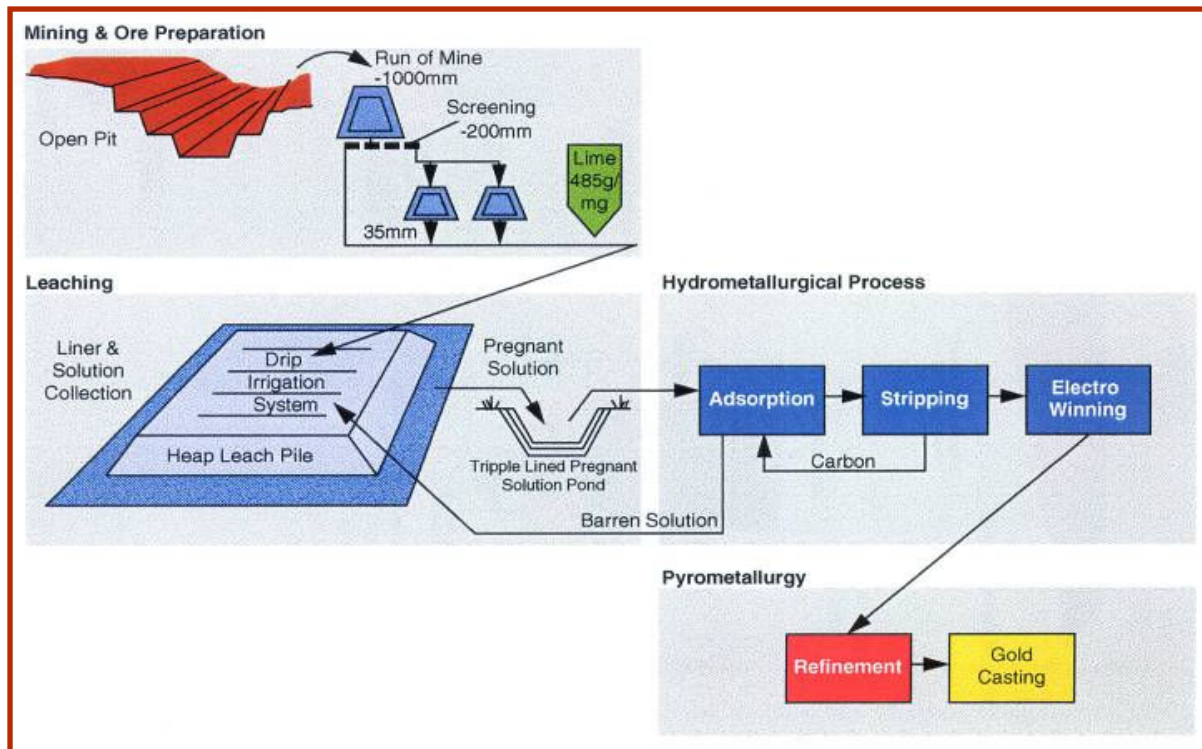 Mining & Ore Preparation
Run of Mine
-1000mm
Screening
-200mm
Open Pit
Lime
485g/
mg
35mm
Leaching
Liner &
Solution
Collection
Drip
Irrigation
System
Heap Leach Pile
Pregnant
Solution
Tripple Lined Pregnant
Solution Pond
Barren Solution
Hydrometallurgical Process
Adsorption
Stripping
Electro
Winning
Carbon
Pyrometallurgy
Refinement
Gold
Casting